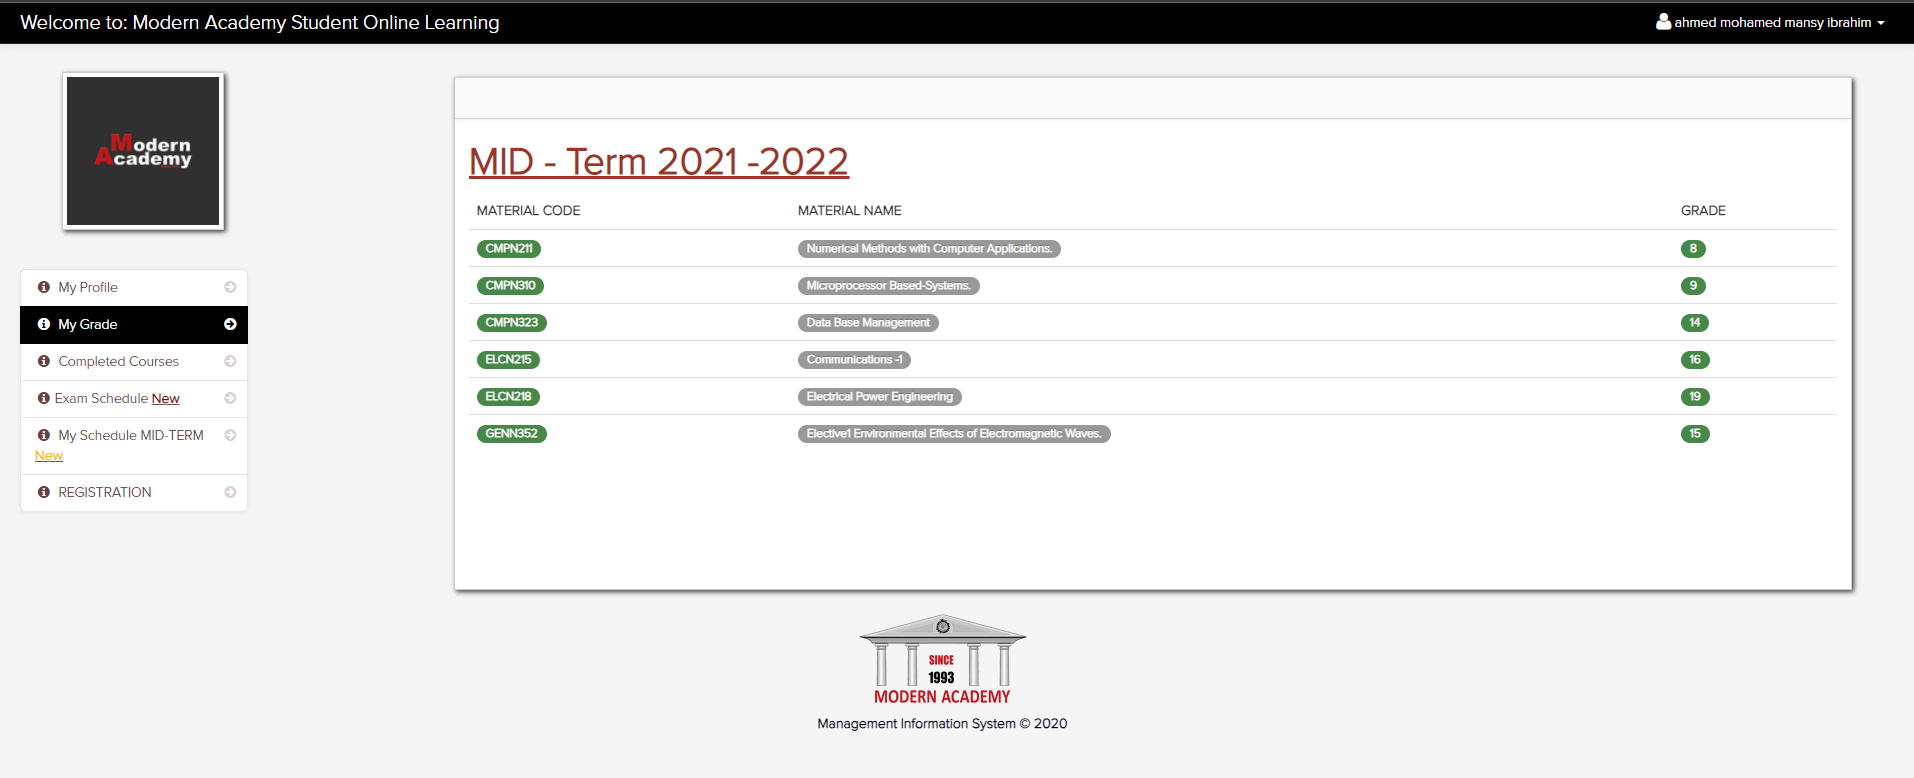 Welcome to: Modern Academy Student Online Learning
ahmed mohamed mansy ibrahim
Modern
Academy
My Profile
My Grade
Completed Courses
Exam Schedule New
My Schedule MID-TERM
New
REGISTRATION
MID - Term 2021 -2022
MATERIAL CODE MATERIAL NAME GRADE
CMPN211 Numerical Methods with Computer Applications. 8
CMPN310 Microprocessor Based-Systems. 9
CMPN323 Data Base Management 14
ELCN215 Communications -1 16
ELCN218 Electrical Power Engineering 19
GENN352 Elective1 Environmental Effects of Electromagnetic Waves. 15
SINCE
1993
MODERN ACADEMY
Management Information System © 2020